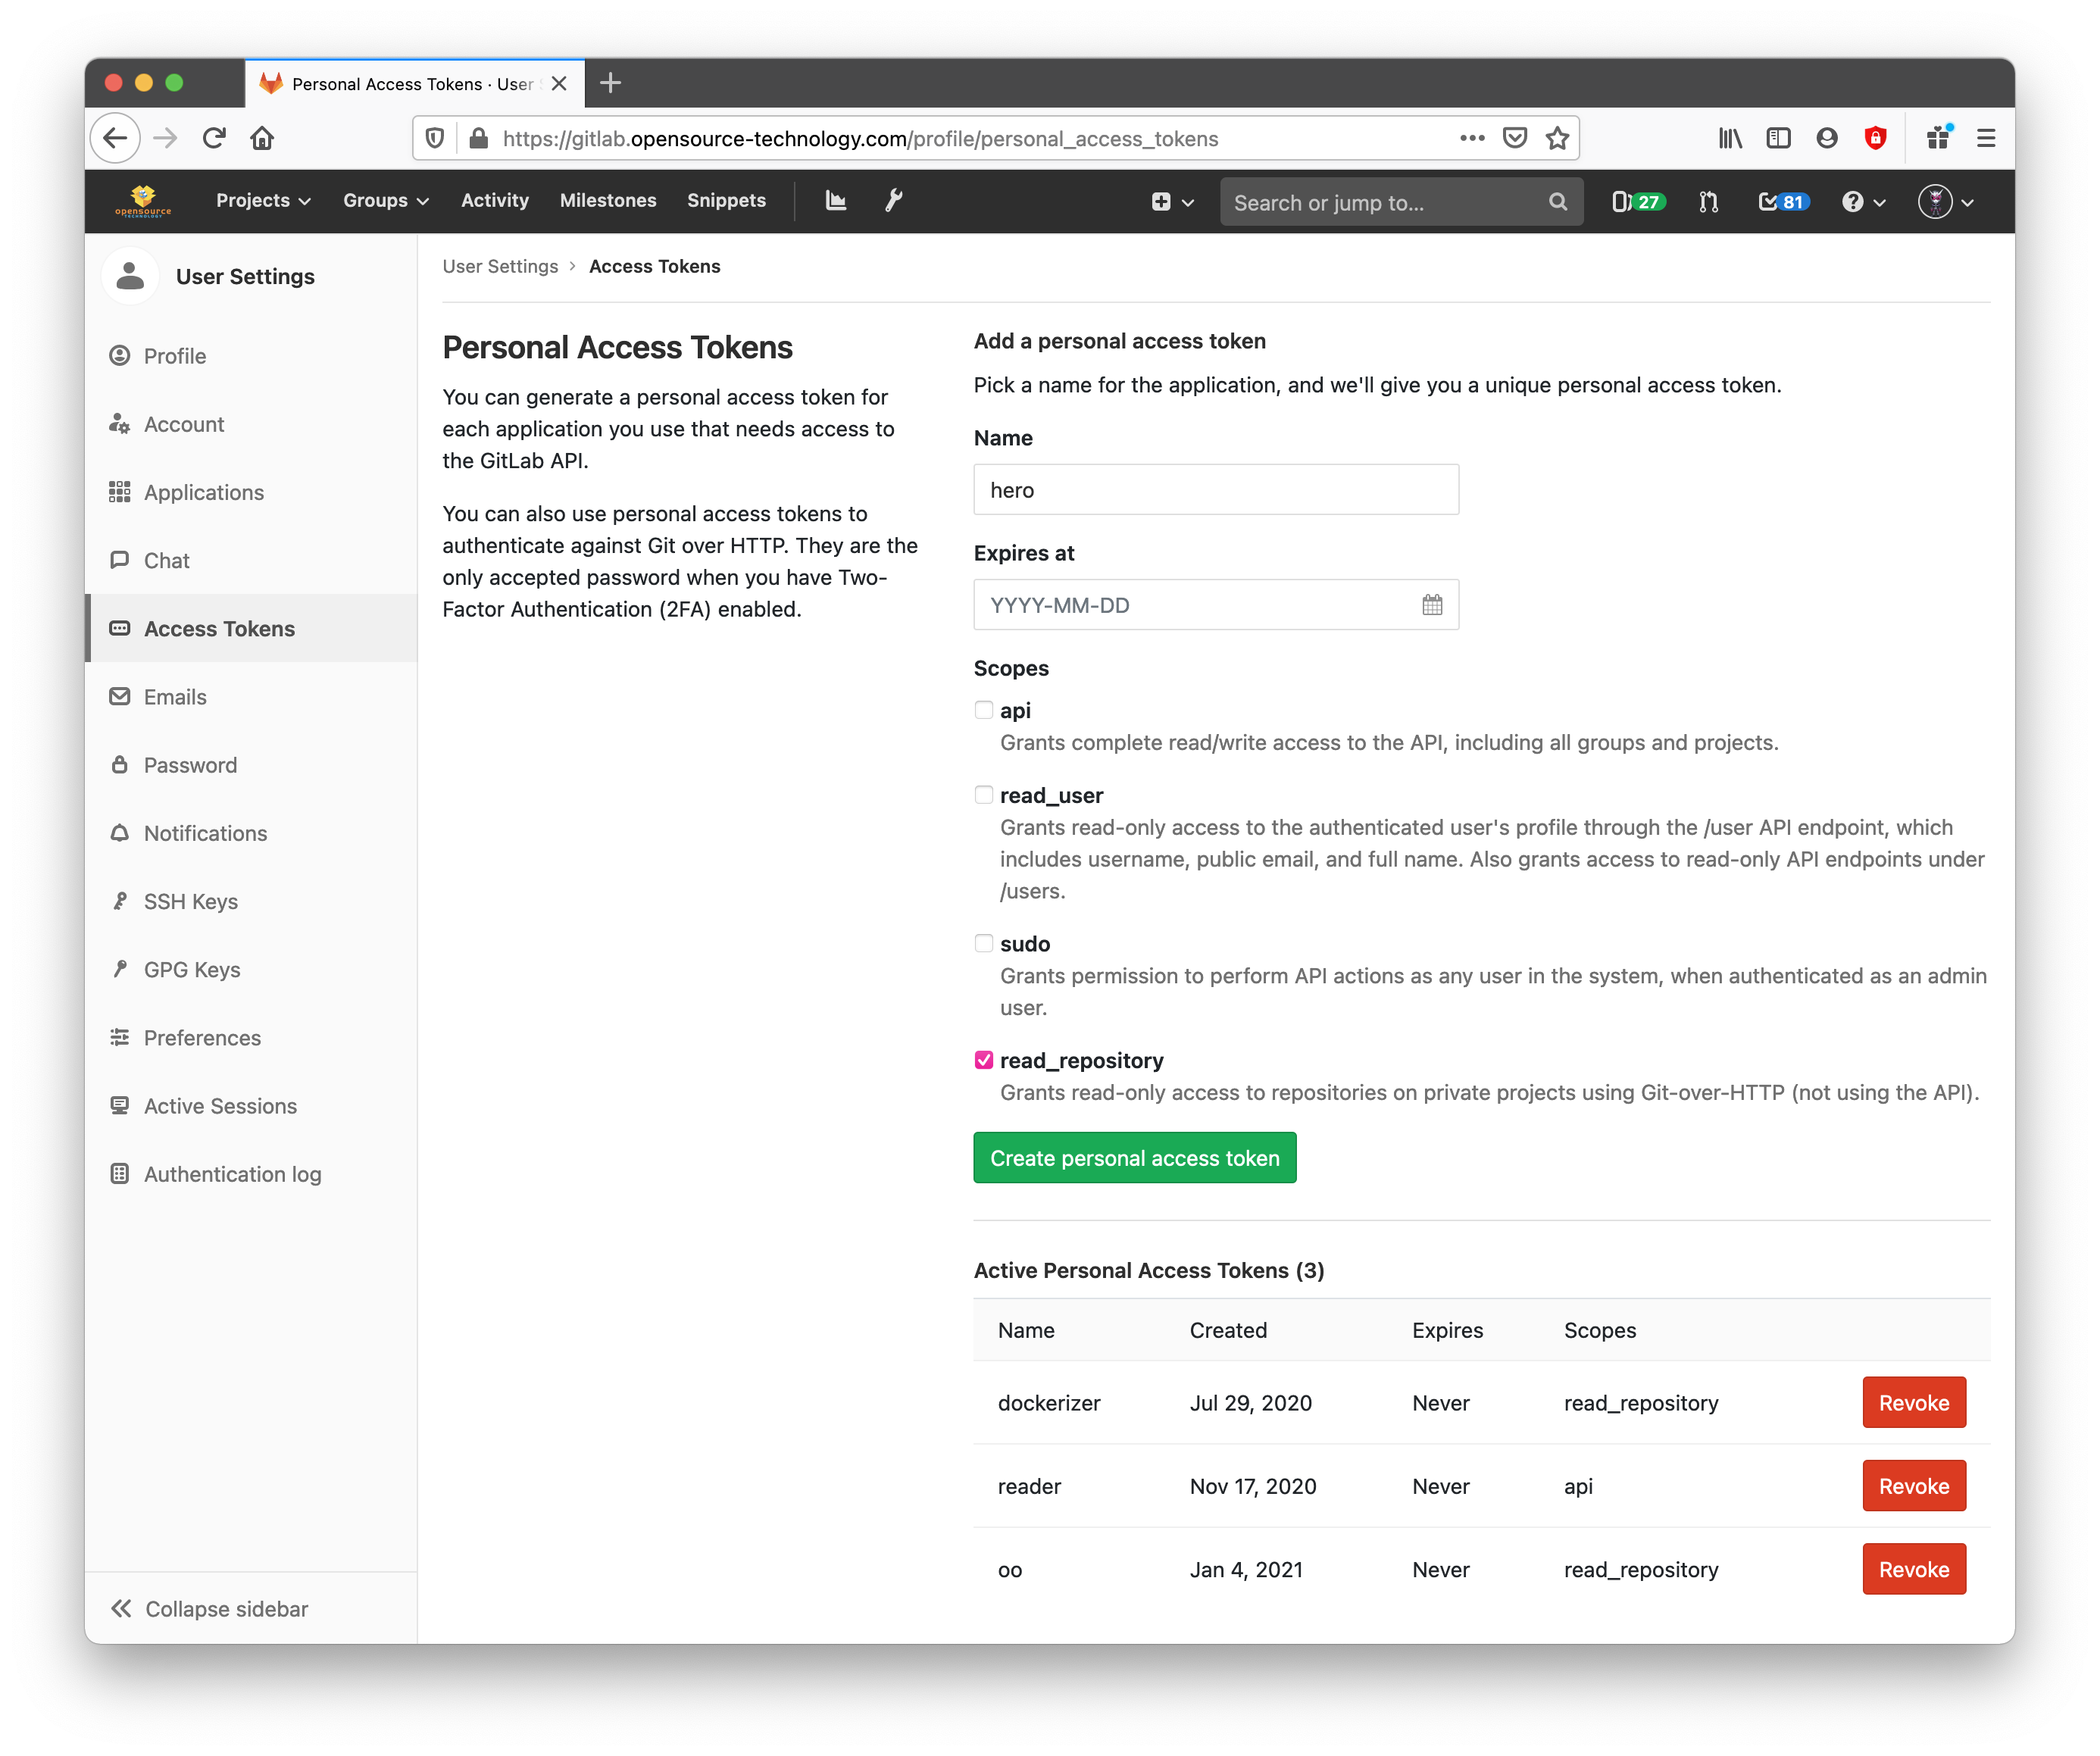 Personal Access Tokens · User
https://gitlab.opensource-technology.com/profile/personal_access_tokens
opensource
TECHNOLOGY
Projects
Groups
Activity
Milestones
Snippets
Search or jump to...
27
81
User Settings
Profile
Account
Applications
Chat
Access Tokens
Emails
Password
Notifications
SSH Keys
GPG Keys
Preferences
Active Sessions
Authentication log
Collapse sidebar
User Settings > Access Tokens
Personal Access Tokens
You can generate a personal access token for
each application you use that needs access to
the GitLab API.
You can also use personal access tokens to
authenticate against Git over HTTP. They are the
only accepted password when you have Two-
Factor Authentication (2FA) enabled.
Add a personal access token
Pick a name for the application, and we'll give you a unique personal access token.
Name
hero
Expires at
YYYY-MM-DD
Scopes
api
Grants complete read/write access to the API, including all groups and projects.
read_user
Grants read-only access to the authenticated user's profile through the /user API endpoint, which
includes username, public email, and full name. Also grants access to read-only API endpoints under
/users.
sudo
Grants permission to perform API actions as any user in the system, when authenticated as an admin
user.
read_repository
Grants read-only access to repositories on private projects using Git-over-HTTP (not using the API).
Create personal access token
Active Personal Access Tokens (3)
Name Created Expires Scopes
dockerizer Jul 29, 2020 Never read_repository Revoke
reader Nov 17, 2020 Never api Revoke
oo Jan 4, 2021 Never read_repository Revoke